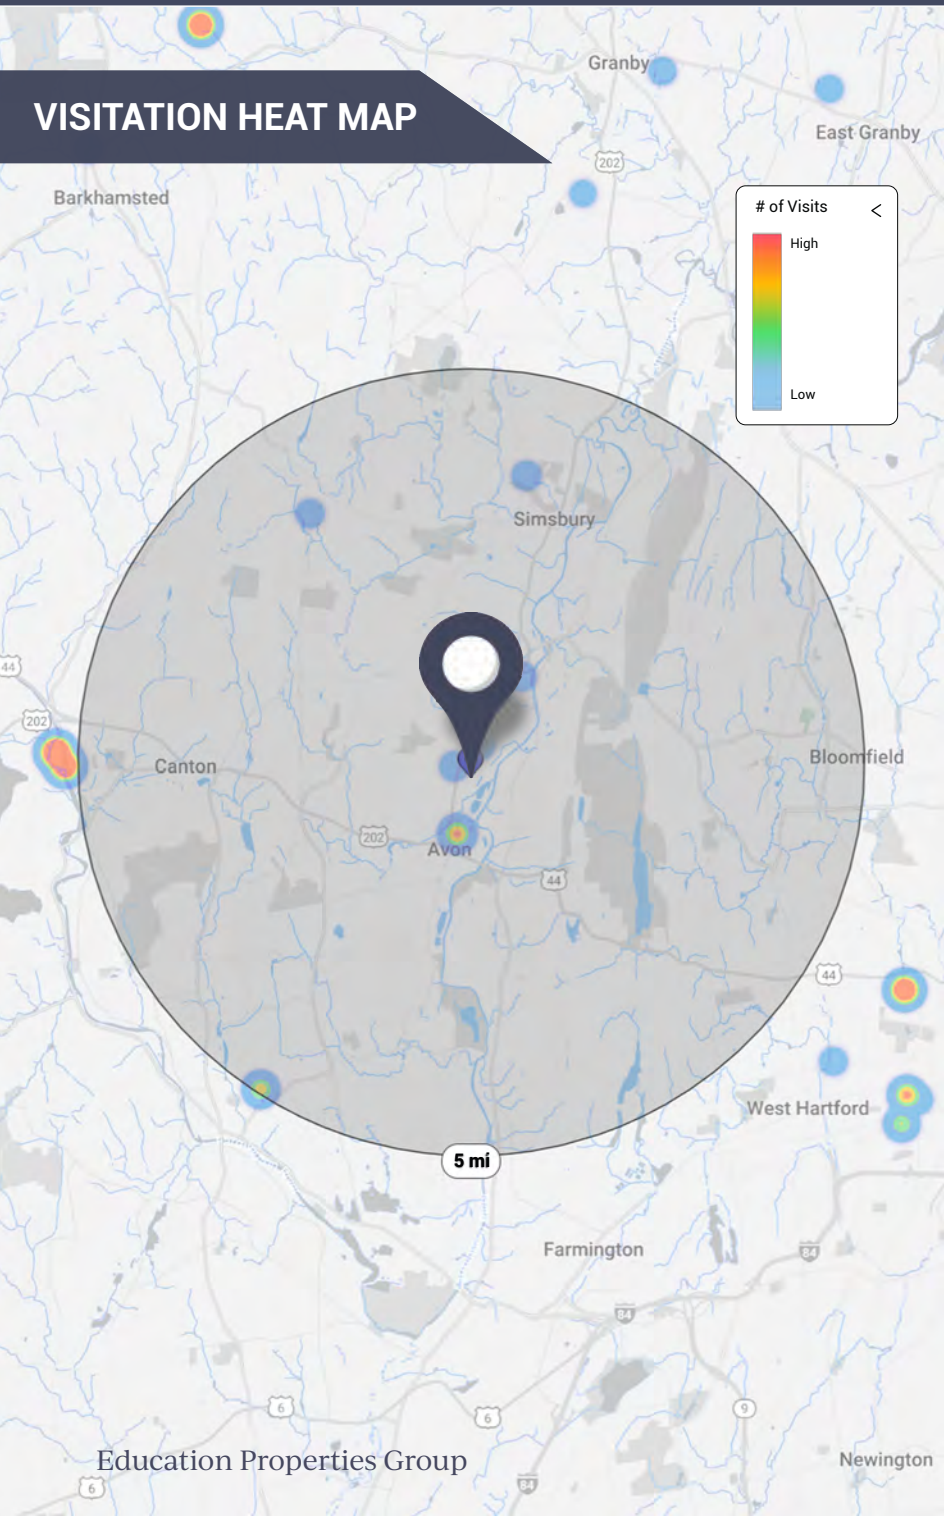 Granby
VISITATION HEAT MAP
East Granby
202
Barkhamsted
# of Visits <
High
Low
Simsbury
44
202
Canton
Bloomfield
202
Avon
44
44
West Hartford
5 mi
Farmington
84
84
6
9
6
Education Properties Group
Newington
6
84